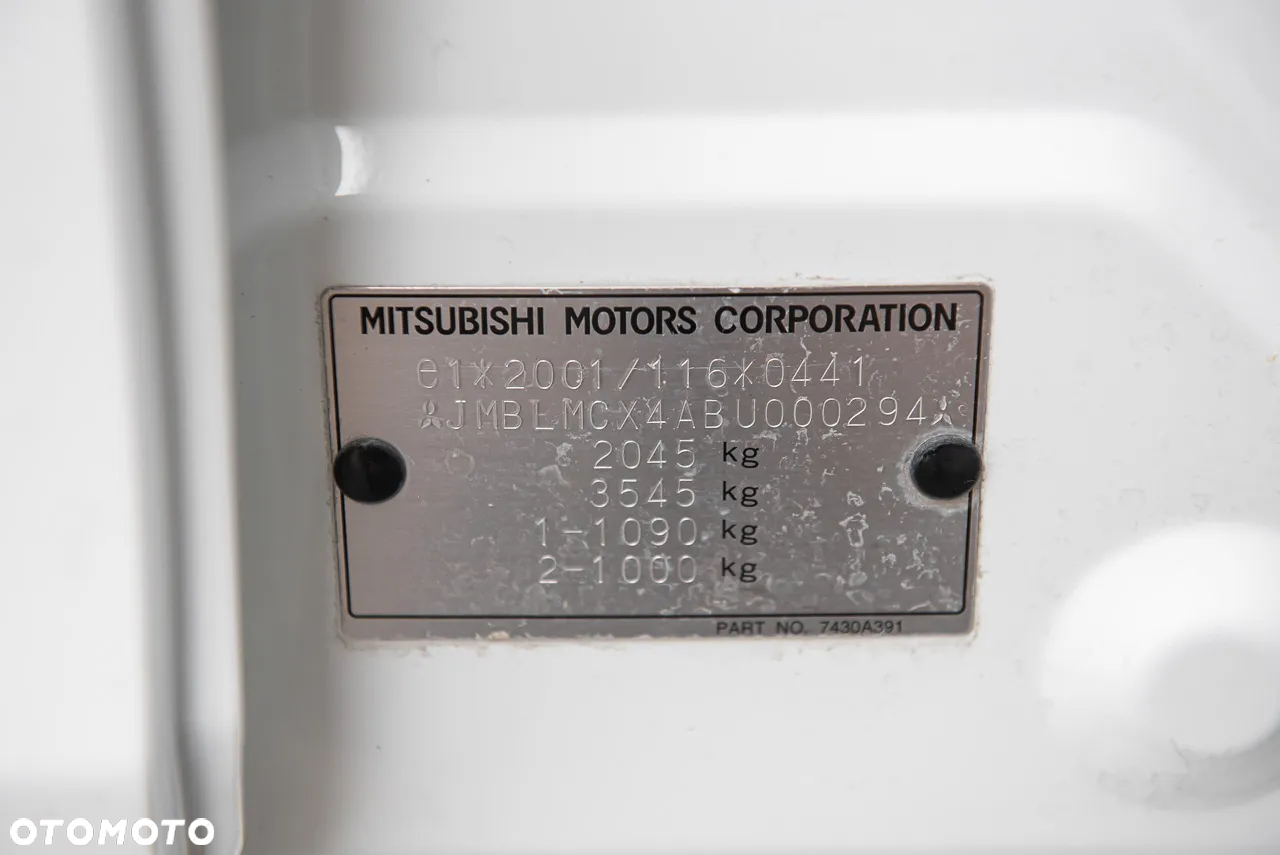 MITSUBISHI MOTORS CORPORATION
e1*2001/116*0441
JMBLMCX4ABU000294
2045 kg
3545 kg
1-1090 kg
2-1000 kg
PART NO. 7430A391
OTOMOTO